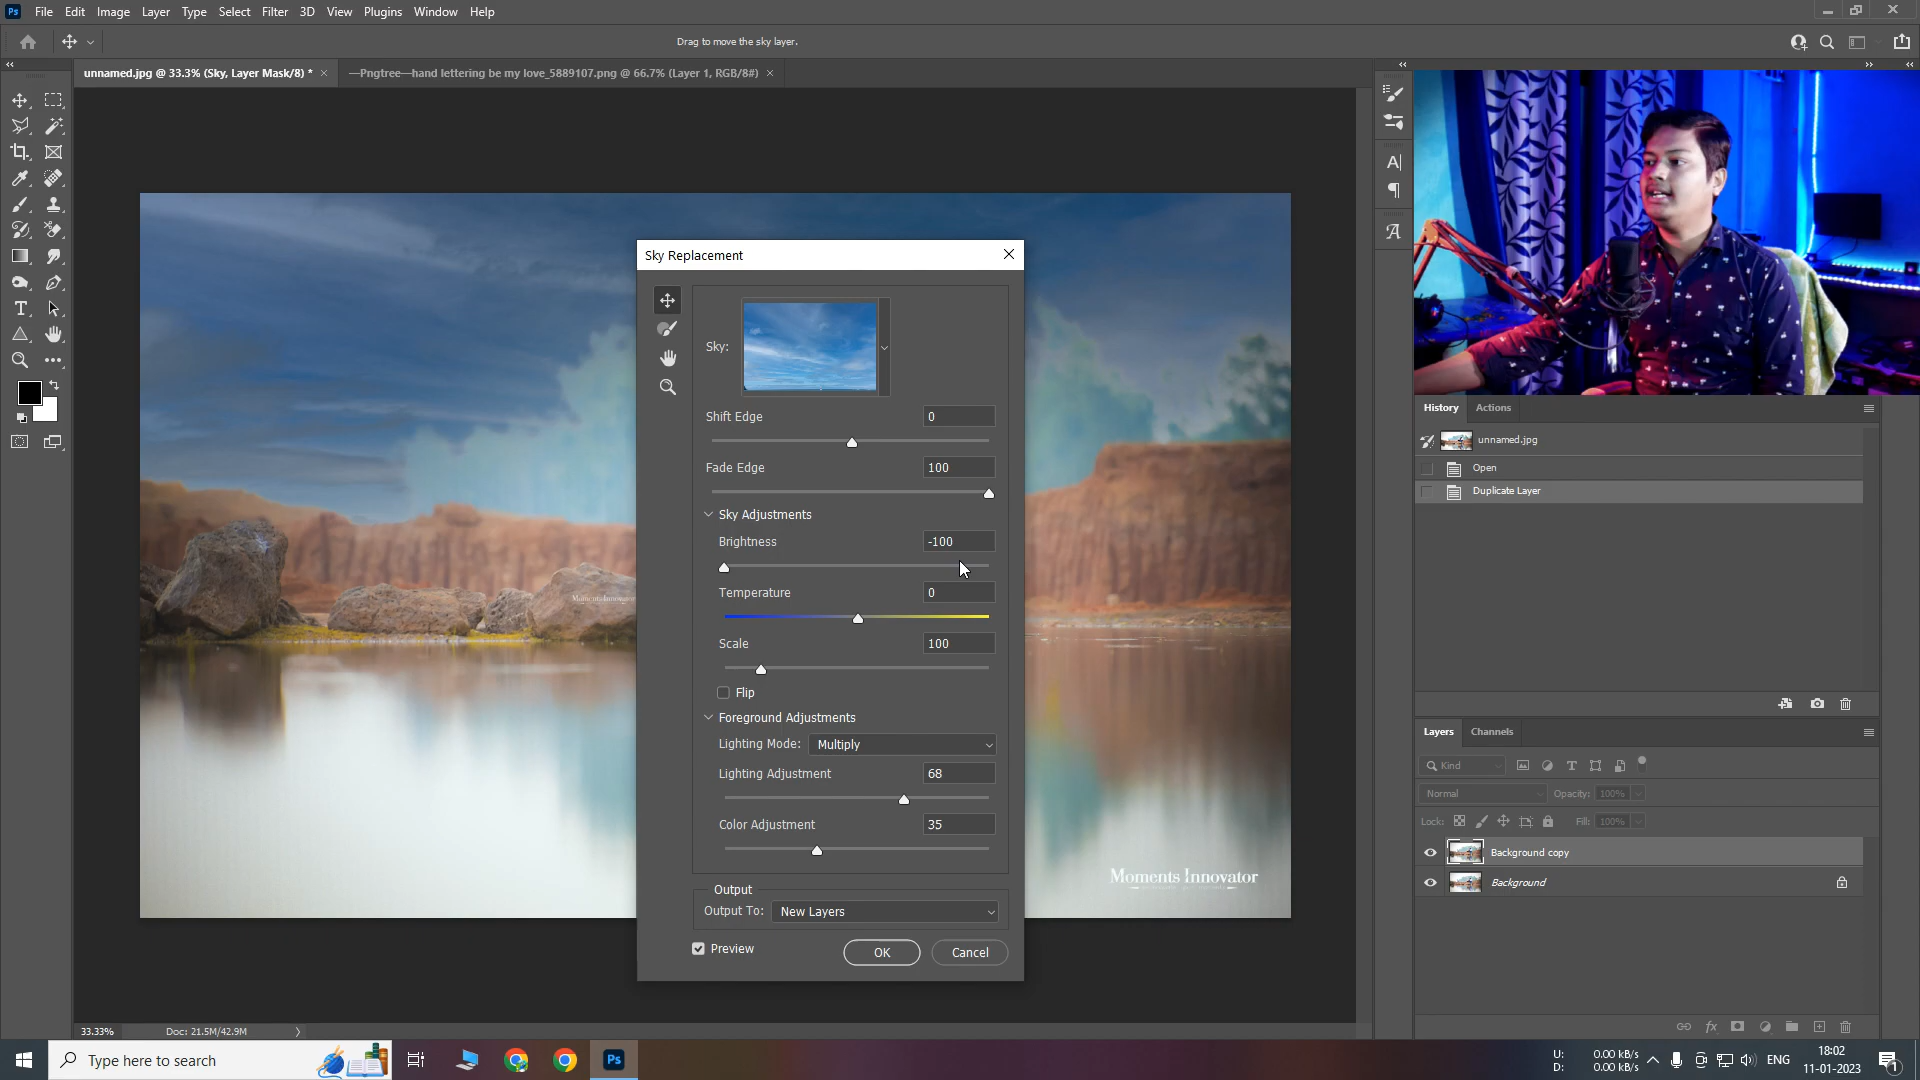 Ps File Edit Image Layer Type Select Filter 3D View Plugins Window Help
Drag to move the sky layer.
unnamed.jpg @ 33.3% (Sky, Layer Mask/8) * × —Pngtree—hand lettering be my love_5889107.png @ 66.7% (Layer 1, RGB/8#) ×
Sky Replacement
Sky:
Shift Edge 0
Fade Edge 100
Sky Adjustments
Brightness -100
Temperature 0
Scale 100
Flip
Foreground Adjustments
Lighting Mode: Multiply
Lighting Adjustment 68
Color Adjustment 35
Output
Output To: New Layers
Preview OK Cancel
Moments Innovator
Moments Innovator
History Actions
unnamed.jpg
Open
Duplicate Layer
Layers Channels
Kind
Normal Opacity: 100%
Lock: Fill: 100%
Background copy
Background
33.33% Doc: 21.5M/42.9M
Type here to search
Ps
U: 0.00 kB/s
D: 0.00 kB/s
ENG
18:02
11-01-2023
1